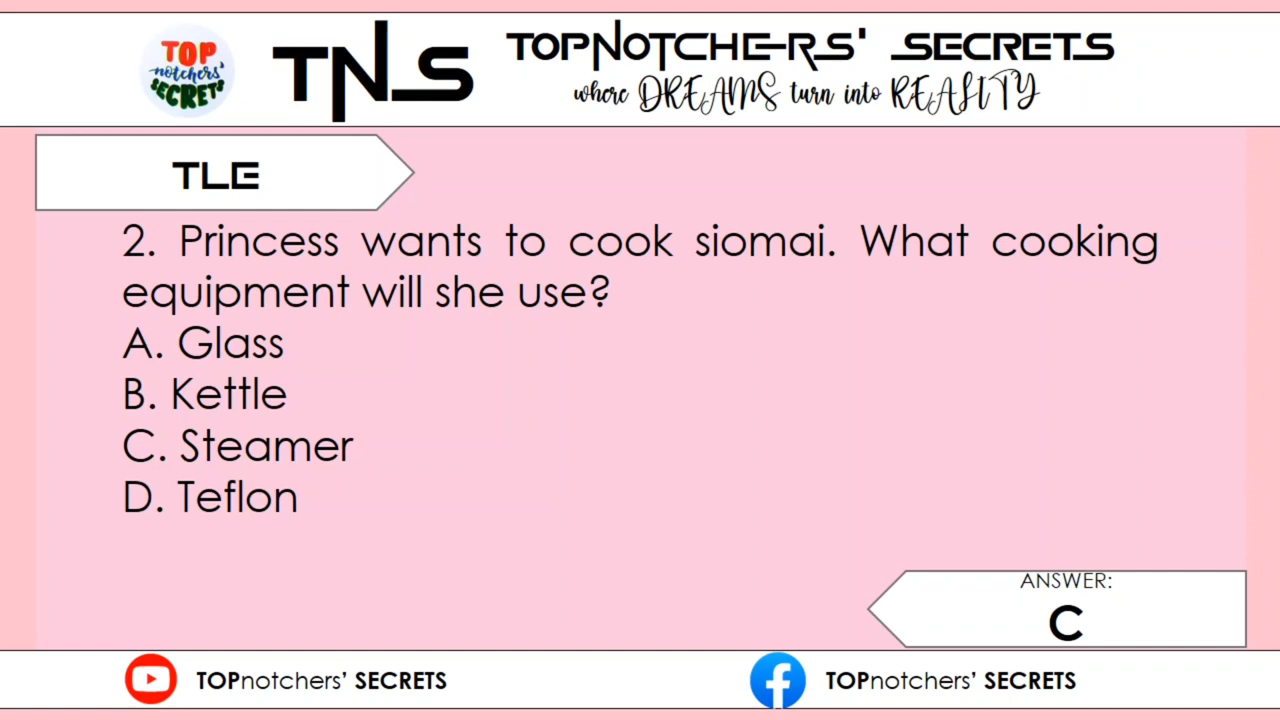 TOP
notchers'
SECRETS
TNS
TOPNOTCHERS' SECRETS
where DREAMS turn into REALITY
TLE
2. Princess wants to cook siomai. What cooking
equipment will she use?
A. Glass
B. Kettle
C. Steamer
D. Teflon
ANSWER:
C
TOPnotchers' SECRETS
TOPnotchers' SECRETS